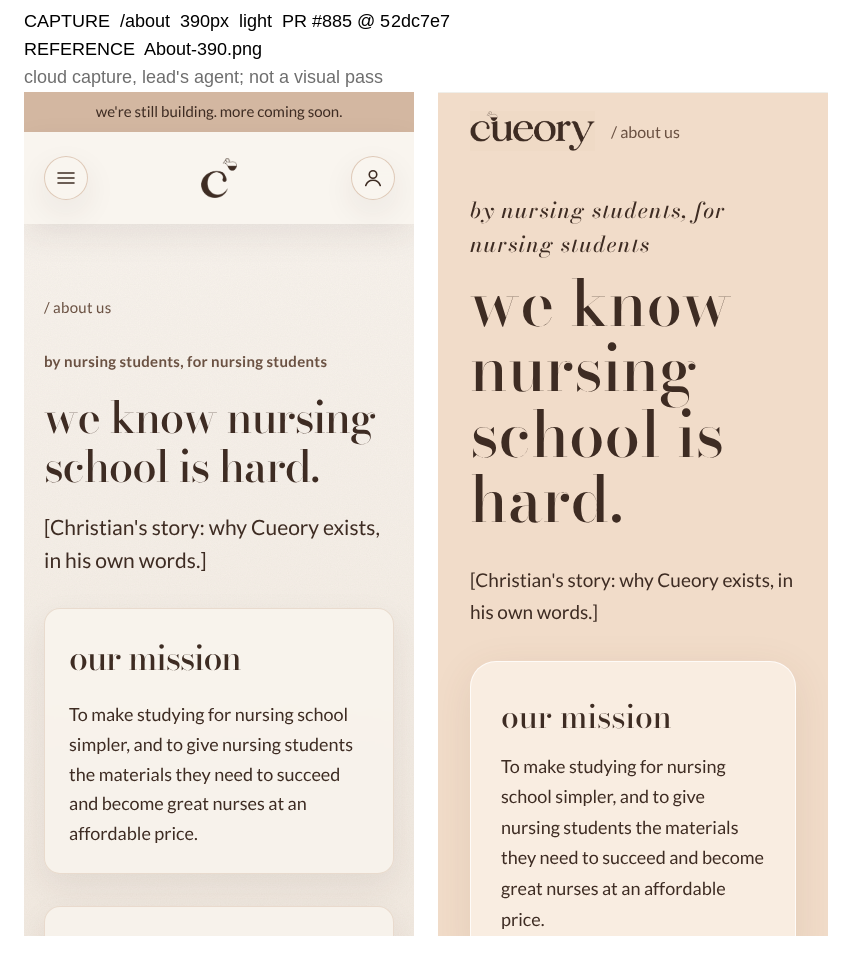 CAPTURE /about 390px light PR #885 @ 52dc7e7
REFERENCE About-390.png
cloud capture, lead's agent; not a visual pass
we're still building. more coming soon.
c
/ about us
by nursing students, for nursing students
we know nursing
school is hard.
[Christian's story: why Cueory exists,
in his own words.]
our mission
To make studying for nursing school
simpler, and to give nursing students
the materials they need to succeed
and become great nurses at an
affordable price.
cueory / about us
by nursing students, for
nursing students
we know
nursing
school is
hard.
[Christian's story: why Cueory exists, in
his own words.]
our mission
To make studying for nursing
school simpler, and to give
nursing students the materials
they need to succeed and become
great nurses at an affordable
price.